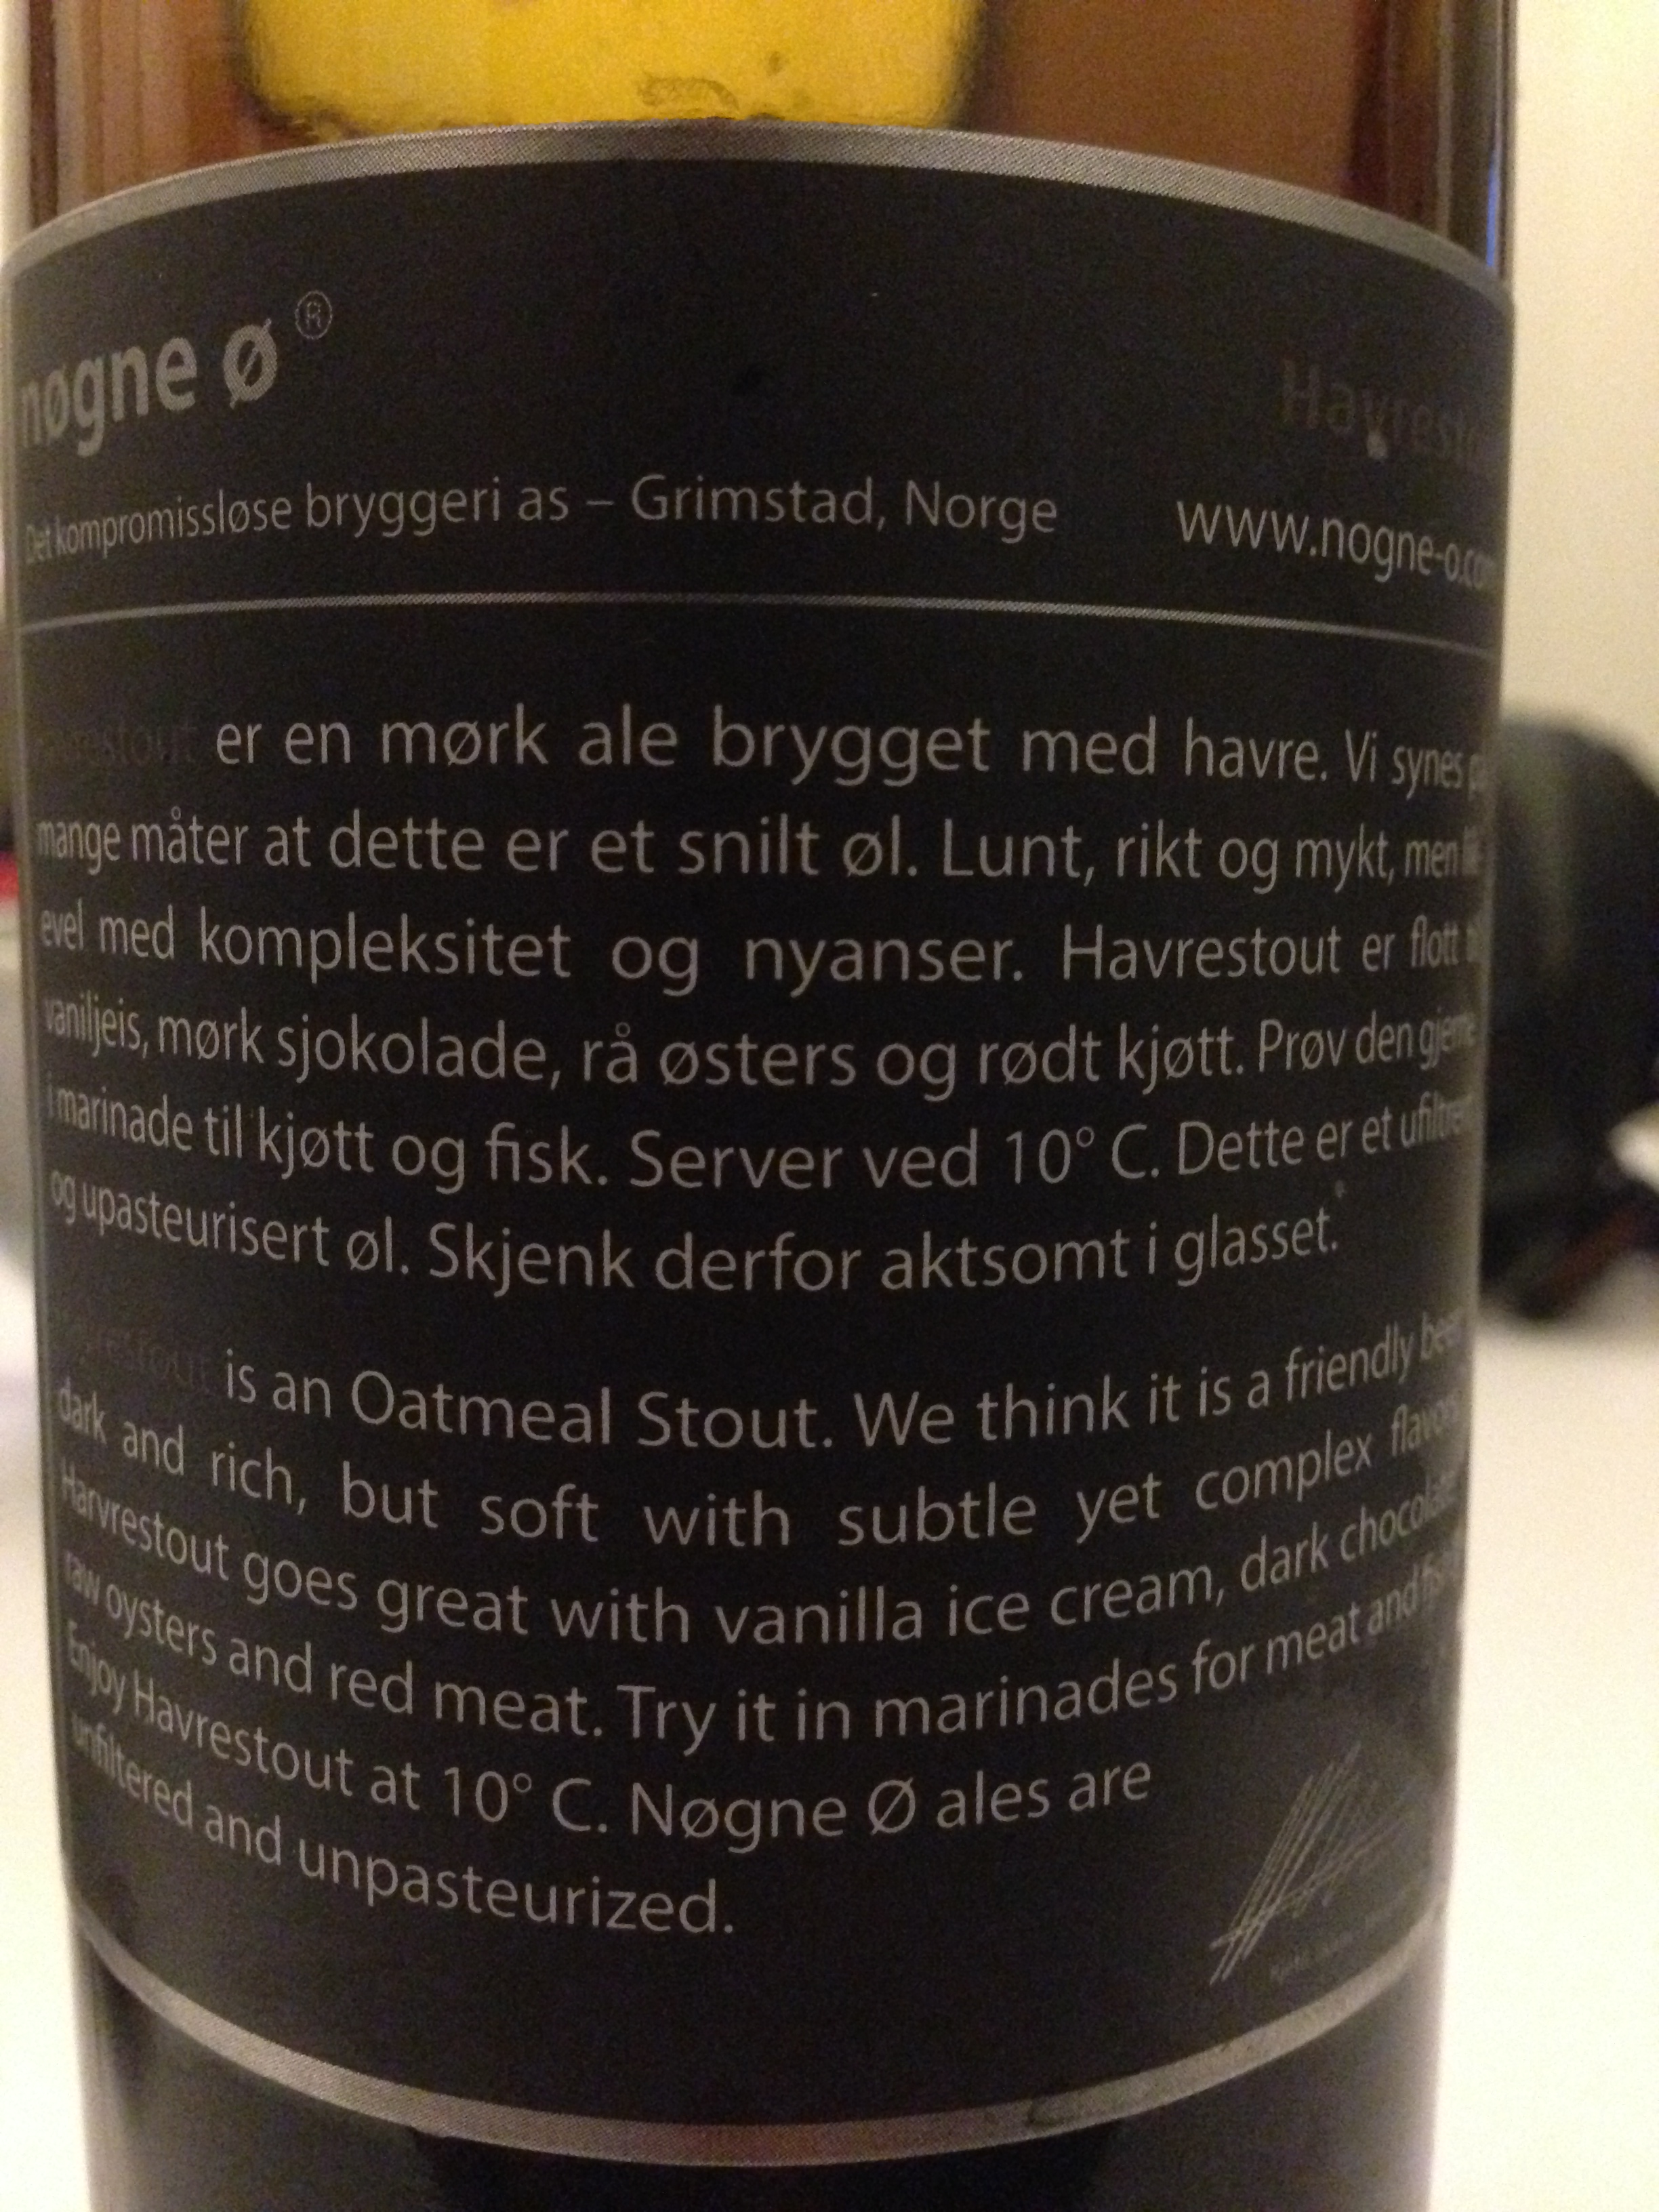 nøgne ø ®
Havresto
Det kompromissløse bryggeri as – Grimstad, Norge
www.nogne-o.com
Havrestout er en mørk ale brygget med havre. Vi synes på
mange måter at dette er et snilt øl. Lunt, rikt og mykt, men
evel med kompleksitet og nyanser. Havrestout er flott til
vaniljeis, mørk sjokolade, rå østers og rødt kjøtt. Prøv den gjerne
i marinade til kjøtt og fisk. Server ved 10° C. Dette er et ufiltrert
og upasteurisert øl. Skjenk derfor aktsomt i glasset.
Havrestout is an Oatmeal Stout. We think it is a friendly beer,
dark and rich, but soft with subtle yet complex flavors.
Harvrestout goes great with vanilla ice cream, dark chocolate,
raw oysters and red meat. Try it in marinades for meat and fish.
Enjoy Havrestout at 10° C. Nøgne Ø ales are
unfiltered and unpasteurized.